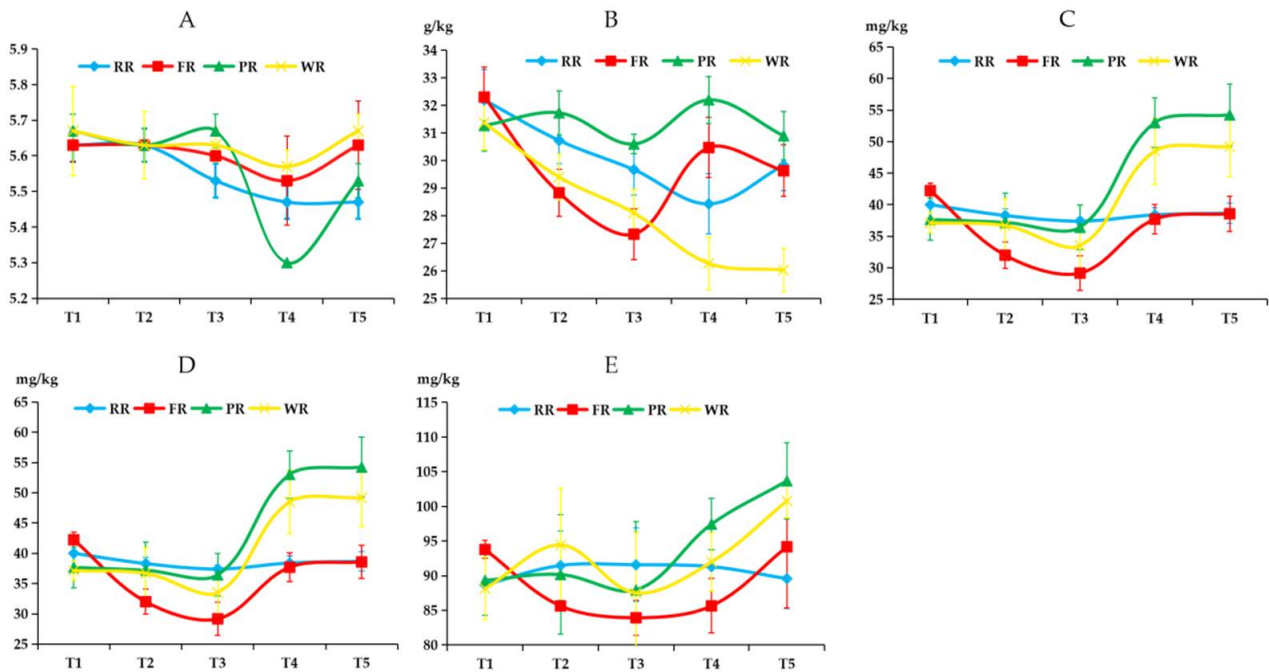 A
5.9
5.8
5.7
5.6
5.5
5.4
5.3
5.2
RR FR PR WR
T1 T2 T3 T4 T5
B
g/kg
34
33
32
31
30
29
28
27
26
25
RR FR PR WR
T1 T2 T3 T4 T5
C
mg/kg
65
60
55
50
45
40
35
30
25
RR FR PR WR
T1 T2 T3 T4 T5
D
mg/kg
65
60
55
50
45
40
35
30
25
RR FR PR WR
T1 T2 T3 T4 T5
E
mg/kg
115
110
105
100
95
90
85
80
RR FR PR WR
T1 T2 T3 T4 T5